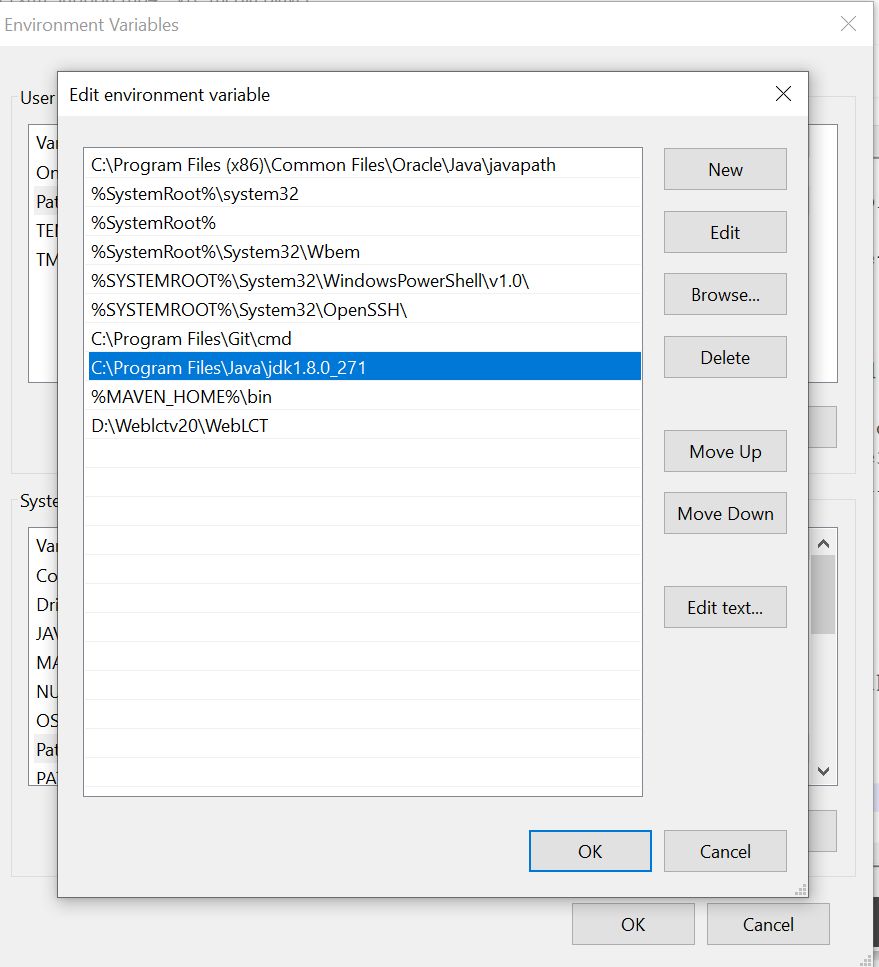 Environment Variables
Edit environment variable
User
C:\Program Files (x86)\Common Files\Oracle\Java\javapath
%SystemRoot%\system32
%SystemRoot%
%SystemRoot%\System32\Wbem
%SYSTEMROOT%\System32\WindowsPowerShell\v1.0\
%SYSTEMROOT%\System32\OpenSSH\
C:\Program Files\Git\cmd
C:\Program Files\Java\jdk1.8.0_271
%MAVEN_HOME%\bin
D:\Weblctv20\WebLCT
New
Edit
Browse...
Delete
Move Up
Move Down
Edit text...
OK
Cancel
Va
On
Pat
TE
TM
Syste
Va
Co
Dri
JAV
MA
NU
OS
Pat
PA
OK
Cancel